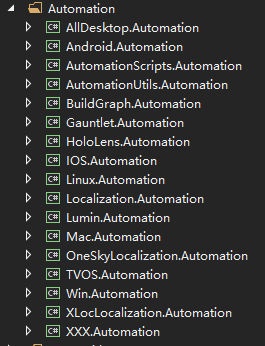 Automation
C# AllDesktop.Automation
C# Android.Automation
C# AutomationScripts.Automation
C# AutomationUtils.Automation
C# BuildGraph.Automation
C# Gauntlet.Automation
C# HoloLens.Automation
C# IOS.Automation
C# Linux.Automation
C# Localization.Automation
C# Lumin.Automation
C# Mac.Automation
C# OneSkyLocalization.Automation
C# TVOS.Automation
C# Win.Automation
C# XLocLocalization.Automation
C# XXX.Automation